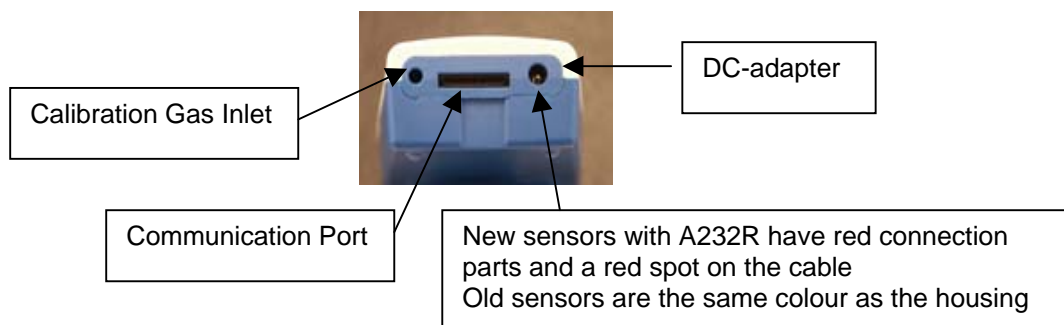 DC-adapter
Calibration Gas Inlet
Communication Port
New sensors with A232R have red connection
parts and a red spot on the cable
Old sensors are the same colour as the housing